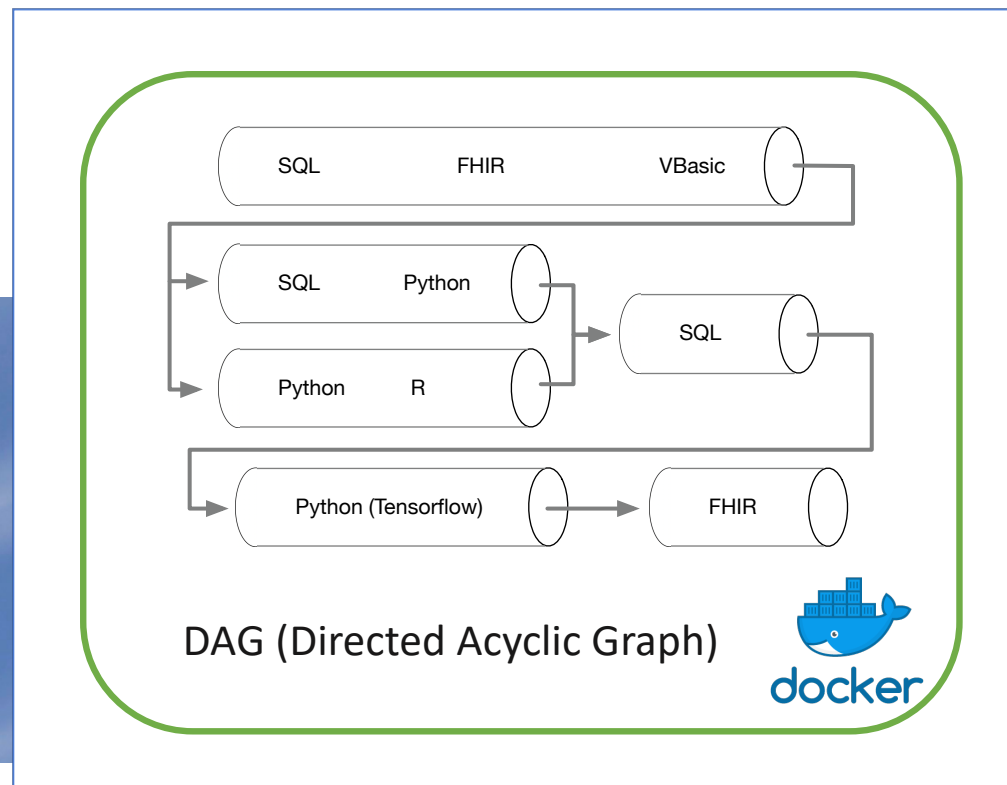 SQL FHIR VBasic
SQL Python
SQL
Python R
Python (Tensorflow) FHIR
DAG (Directed Acyclic Graph)
docker